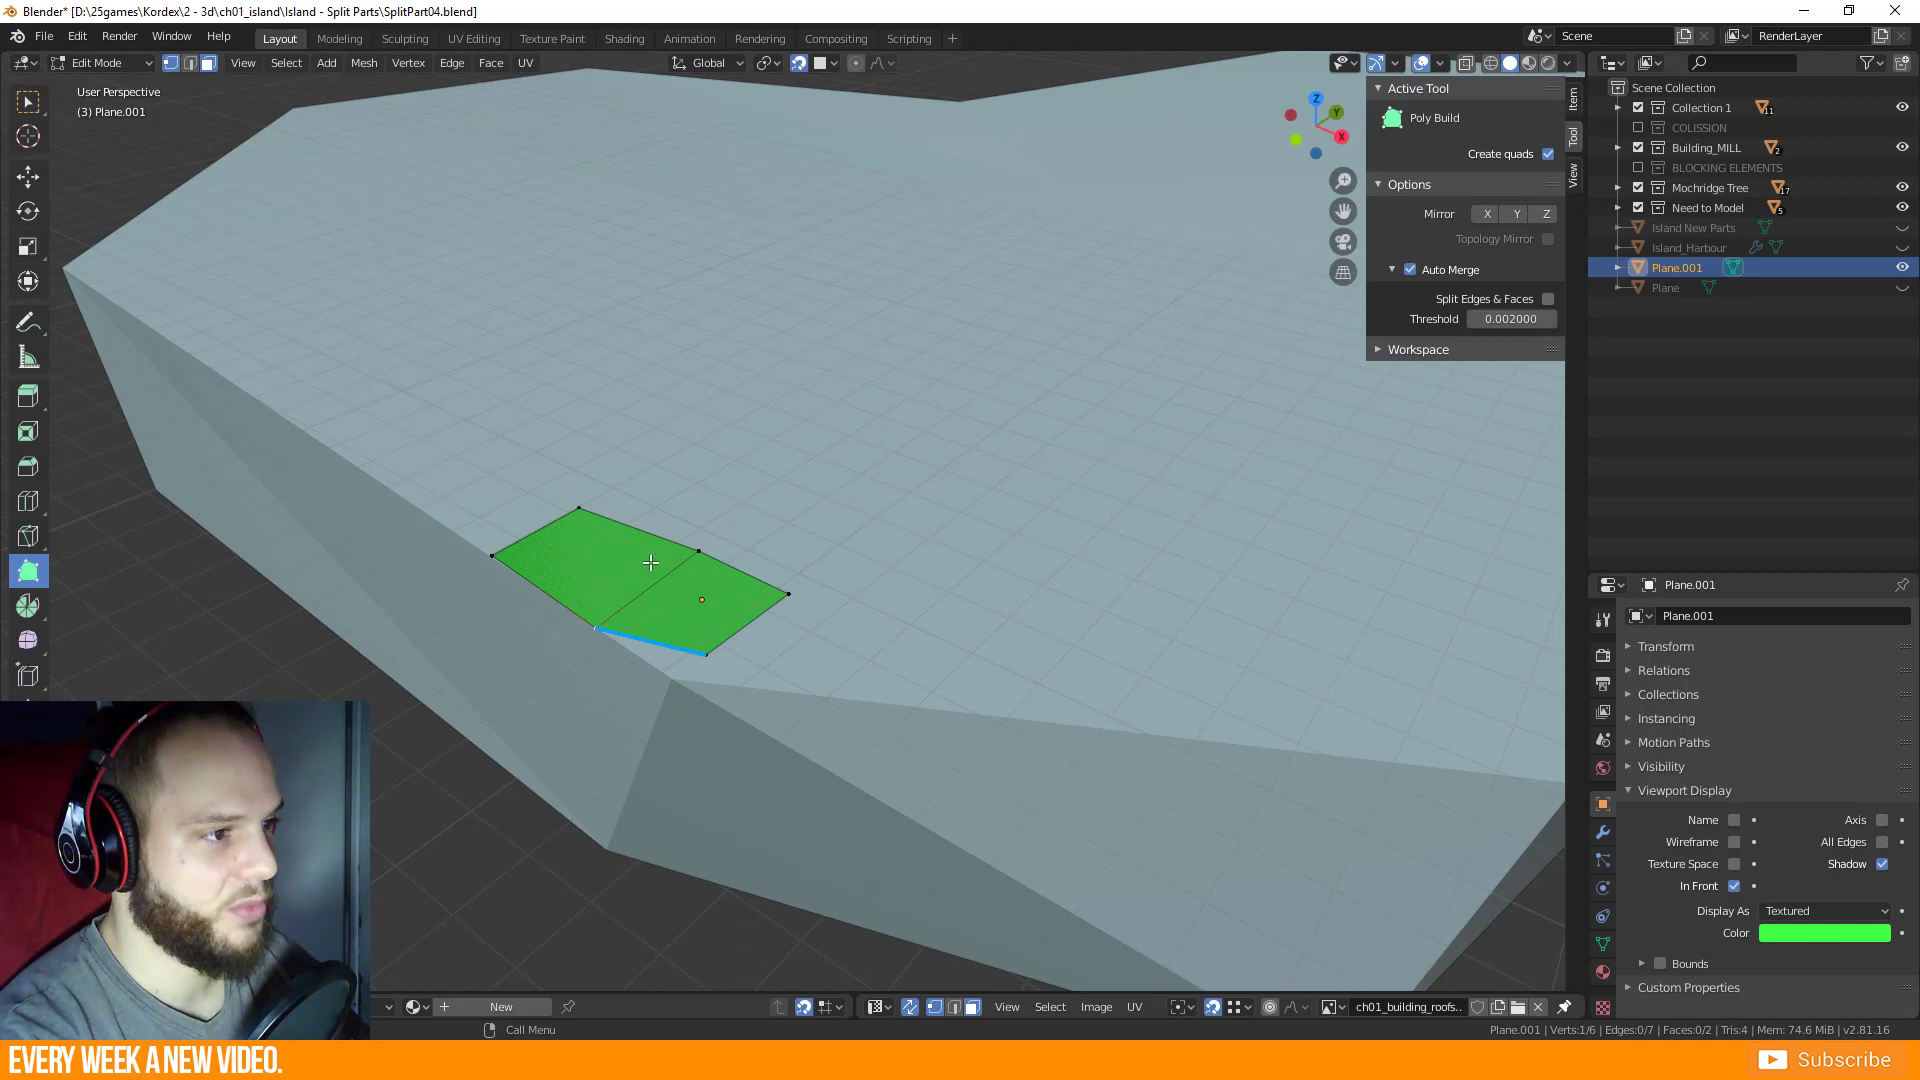 Blender* [D:\25games\Kordex\2 - 3d\ch01_island\Island - Split Parts\SplitPart04.blend]
File Edit Render Window Help
Layout Modeling Sculpting UV Editing Texture Paint Shading Animation Rendering Compositing Scripting
Scene
RenderLayer
Edit Mode
View Select Add Mesh Vertex Edge Face UV
Global
User Perspective
(3) Plane.001
Z
Y
X
Active Tool
Poly Build
Create quads
Options
Mirror X Y Z
Topology Mirror
Auto Merge
Split Edges & Faces
Threshold 0.002000
Workspace
Item
Tool
View
Scene Collection
Collection 1 11
COLISSION
Building_MILL 2
BLOCKING ELEMENTS
Mochridge Tree 17
Need to Model 5
Island New Parts
Island_Harbour
Plane.001
Plane
Plane.001
Plane.001
Transform
Relations
Collections
Instancing
Motion Paths
Visibility
Viewport Display
Name Axis
Wireframe All Edges
Texture Space Shadow
In Front
Display As Textured
Color
Bounds
Custom Properties
New
View Select Image UV
ch01_building_roofs..
Call Menu
Plane.001 | Verts:1/6 | Edges:0/7 | Faces:0/2 | Tris:4 | Mem: 74.6 MiB | v2.81.16
EVERY WEEK A NEW VIDEO.
Subscribe